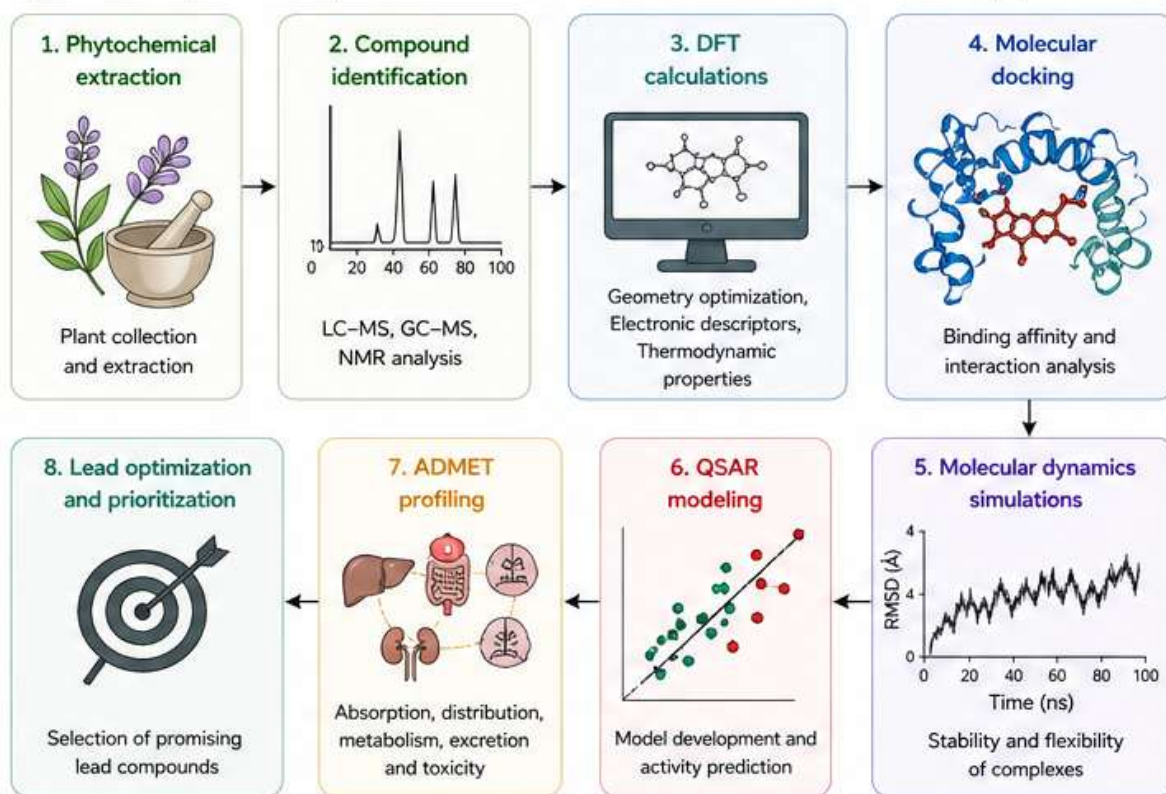 1. Phytochemical
extraction
Plant collection
and extraction
2. Compound
identification
10
0
20
40
60
80
100
LC–MS, GC–MS,
NMR analysis
3. DFT
calculations
Geometry optimization,
Electronic descriptors,
Thermodynamic
properties
4. Molecular
docking
Binding affinity and
interaction analysis
8. Lead optimization
and prioritization
Selection of promising
lead compounds
7. ADMET
profiling
Absorption, distribution,
metabolism, excretion
and toxicity
6. QSAR
modeling
Model development and
activity prediction
5. Molecular dynamics
simulations
RMSD (Å)
4
4
0
0
20
40
60
80
100
Time (ns)
Stability and flexibility
of complexes